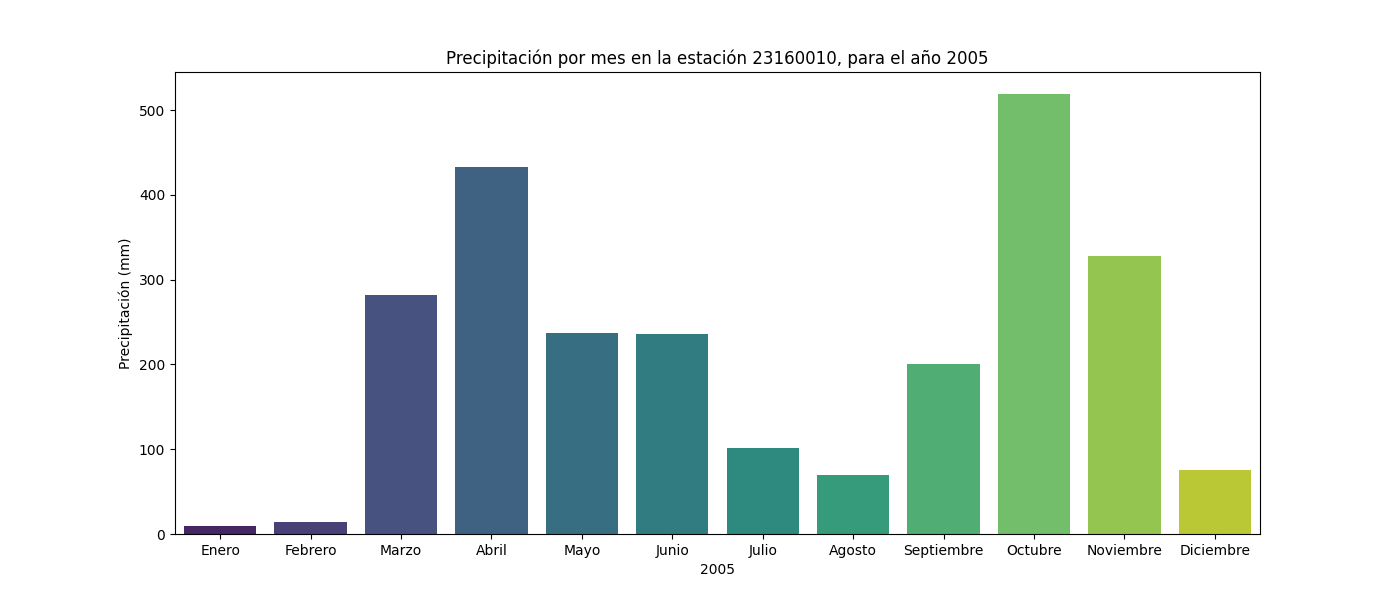 Precipitación por mes en la estación 23160010, para el año 2005
Precipitación (mm)
500
400
300
200
100
0
Enero Febrero Marzo Abril Mayo Junio Julio Agosto Septiembre Octubre Noviembre Diciembre
2005